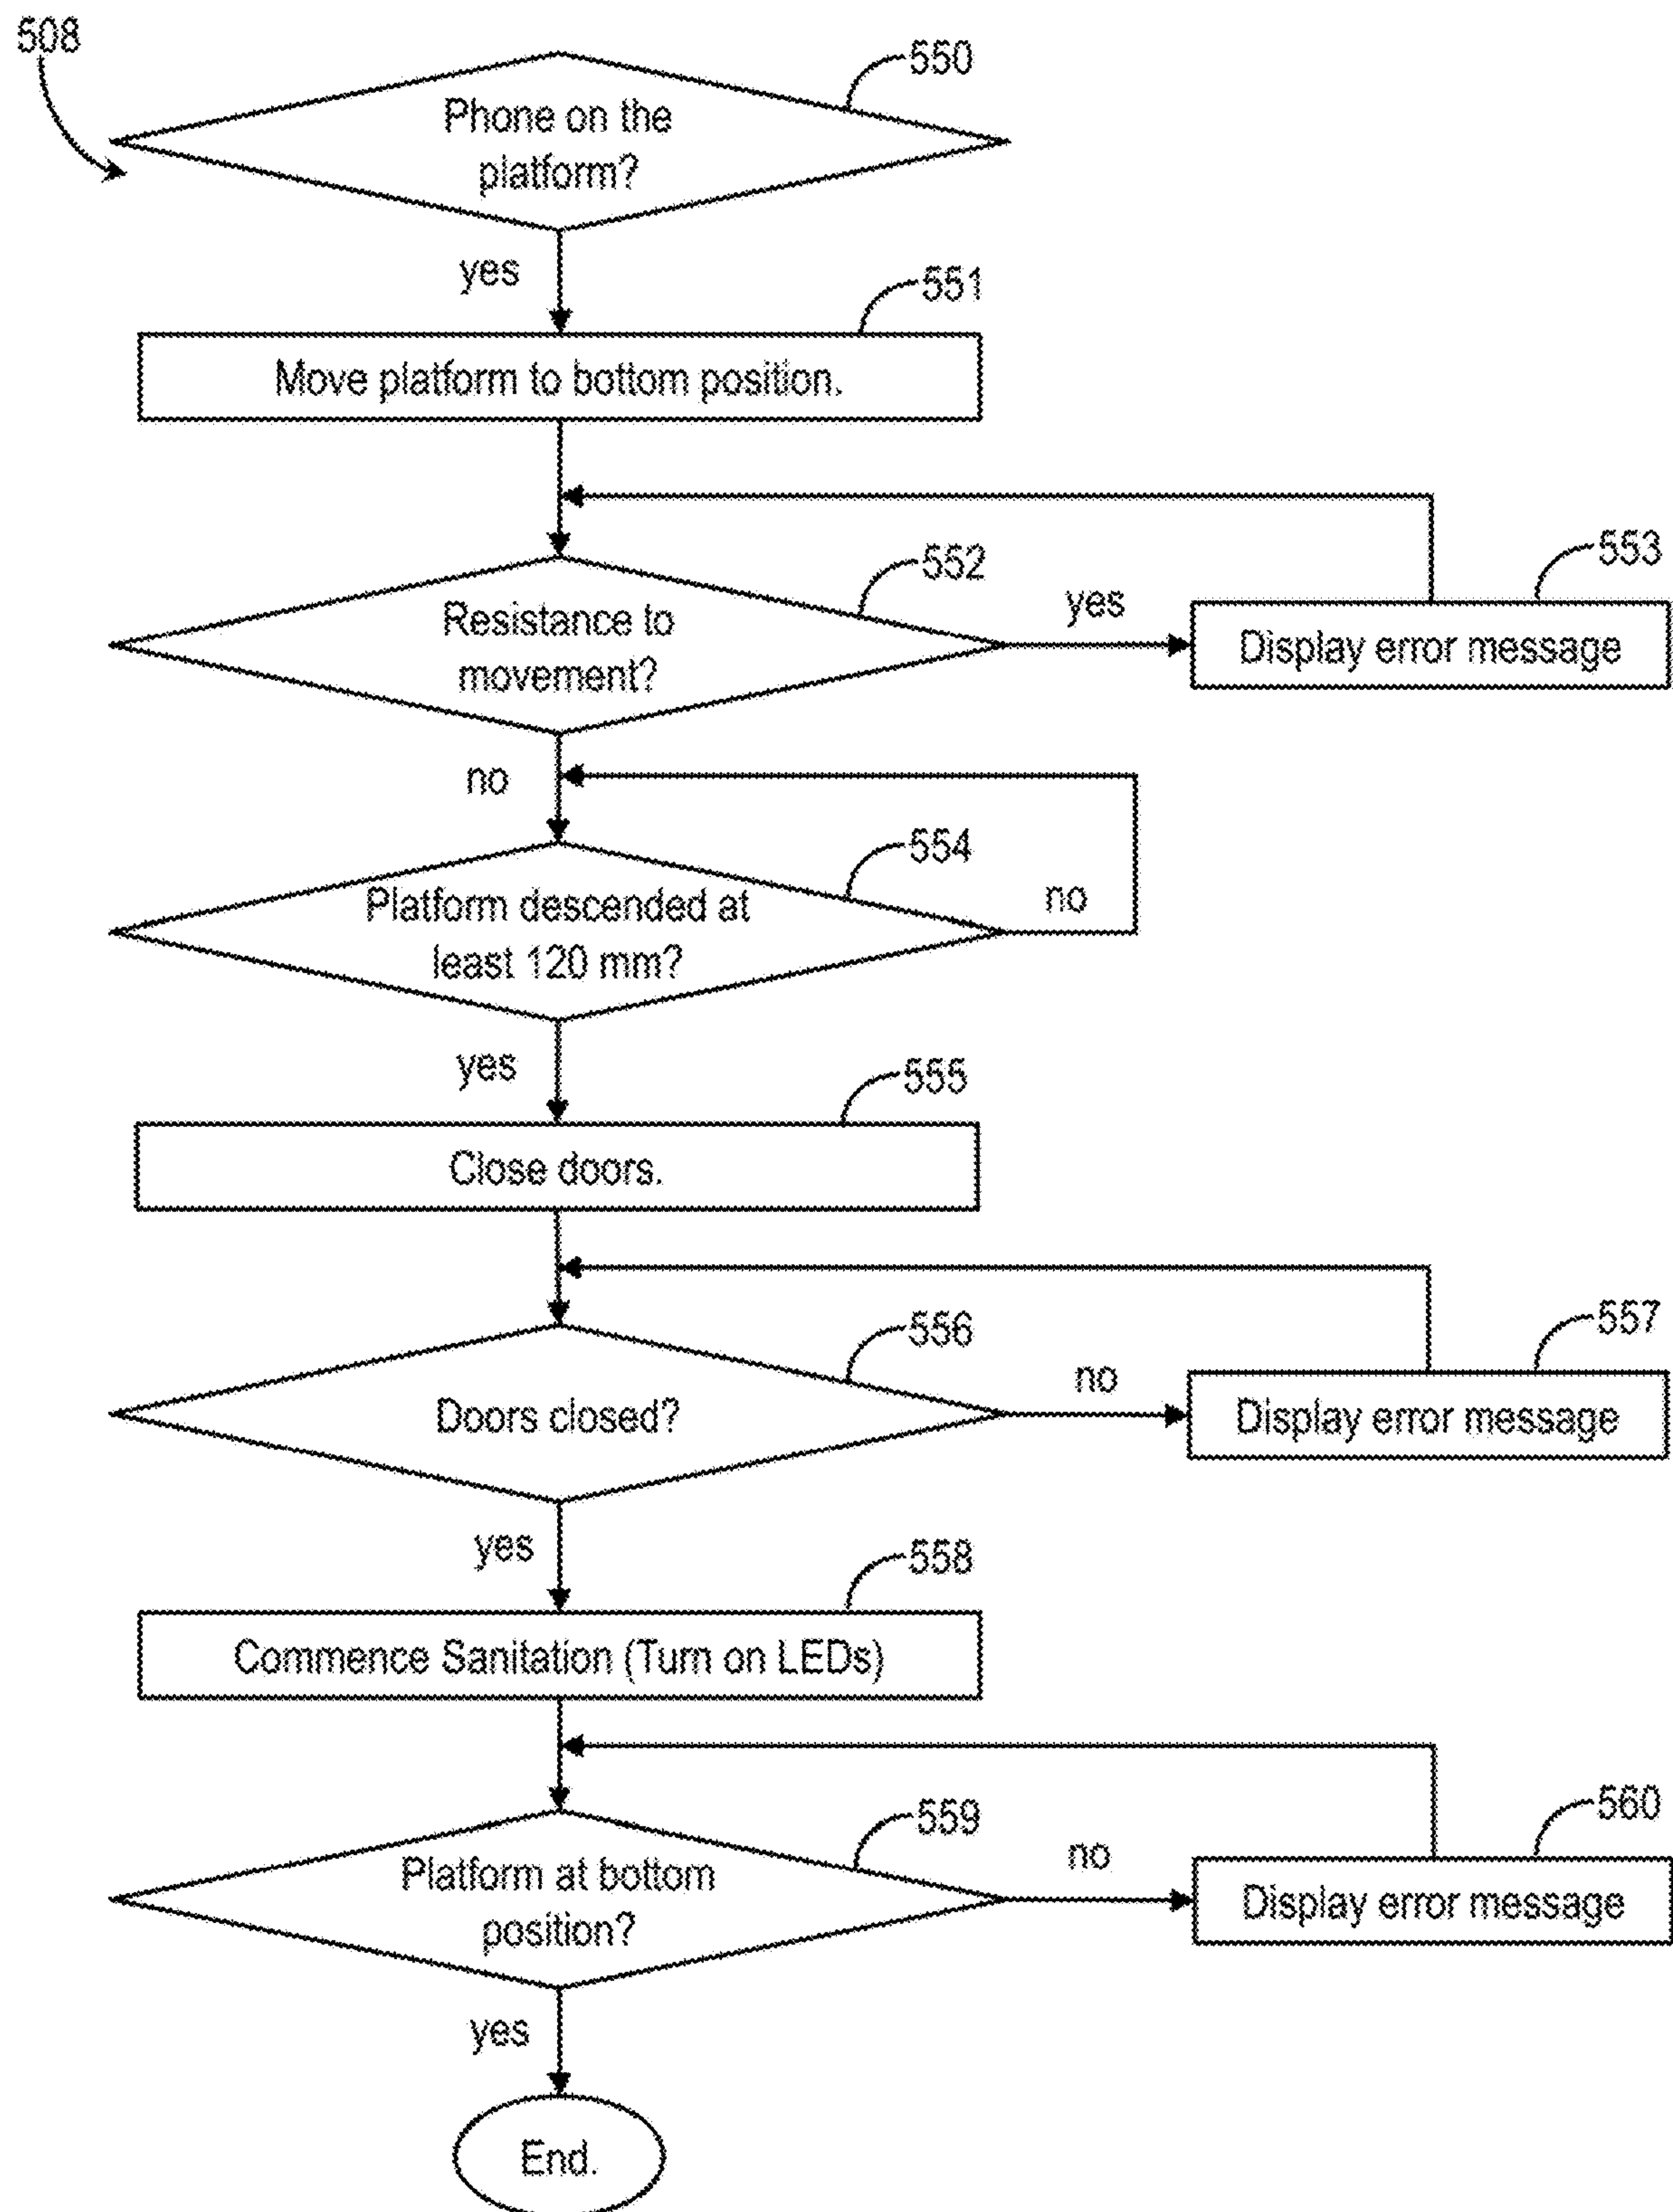 508
550
Phone on the
platform?
yes
551
Move platform to bottom position.
552
553
Resistance to
movement?
yes
Display error message
no
554
Platform descended at
least 120 mm?
no
yes
555
Close doors.
556
557
Doors closed?
no
Display error message
yes
558
Commence Sanitation (Turn on LEDs)
559
560
Platform at bottom
position?
no
Display error message
yes
End.